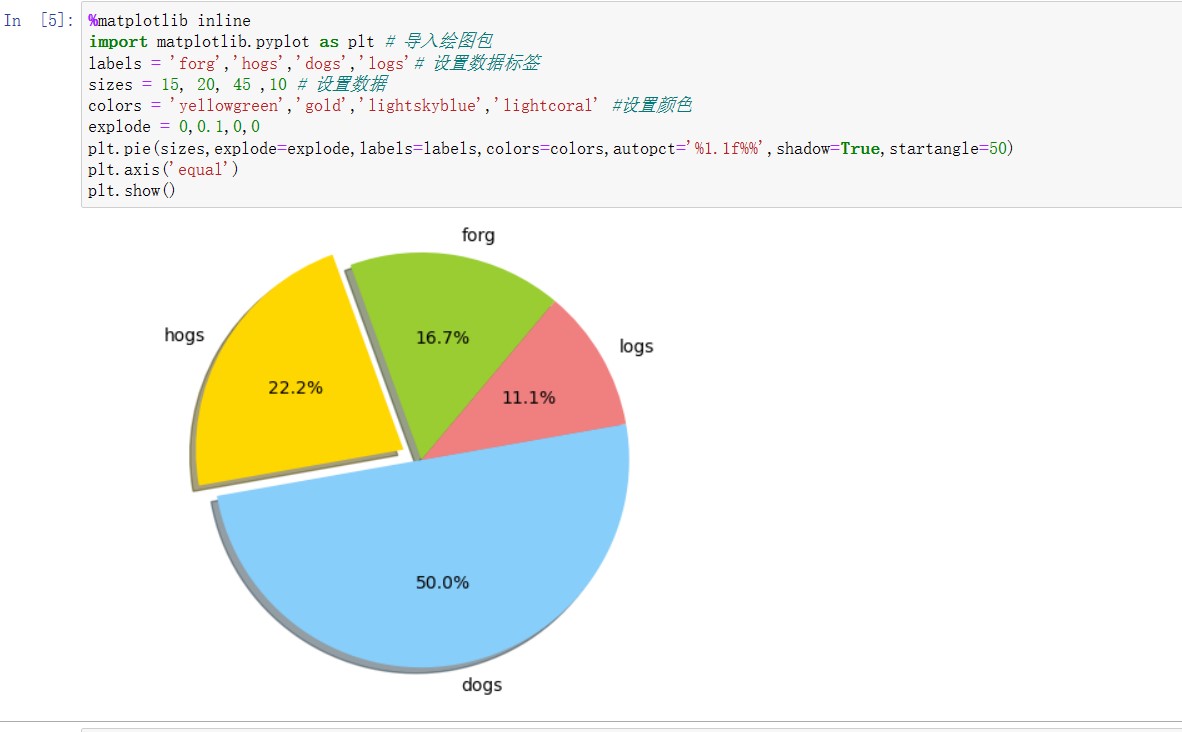 In [5]: %matplotlib inline
import matplotlib.pyplot as plt # 导入绘图包
labels = 'forg','hogs','dogs','logs'# 设置数据标签
sizes = 15, 20, 45 ,10 # 设置数据
colors = 'yellowgreen','gold','lightskyblue','lightcoral' #设置颜色
explode = 0,0.1,0,0
plt.pie(sizes,explode=explode,labels=labels,colors=colors,autopct='%1.1f%%',shadow=True,startangle=50)
plt.axis('equal')
plt.show()
forg
hogs
16.7%
logs
22.2%
11.1%
50.0%
dogs